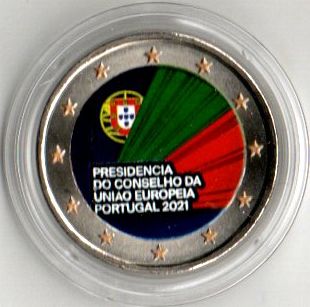 PRESIDENCIA
DO CONSELHO DA
UNIAO EUROPEIA
PORTUGAL 2021